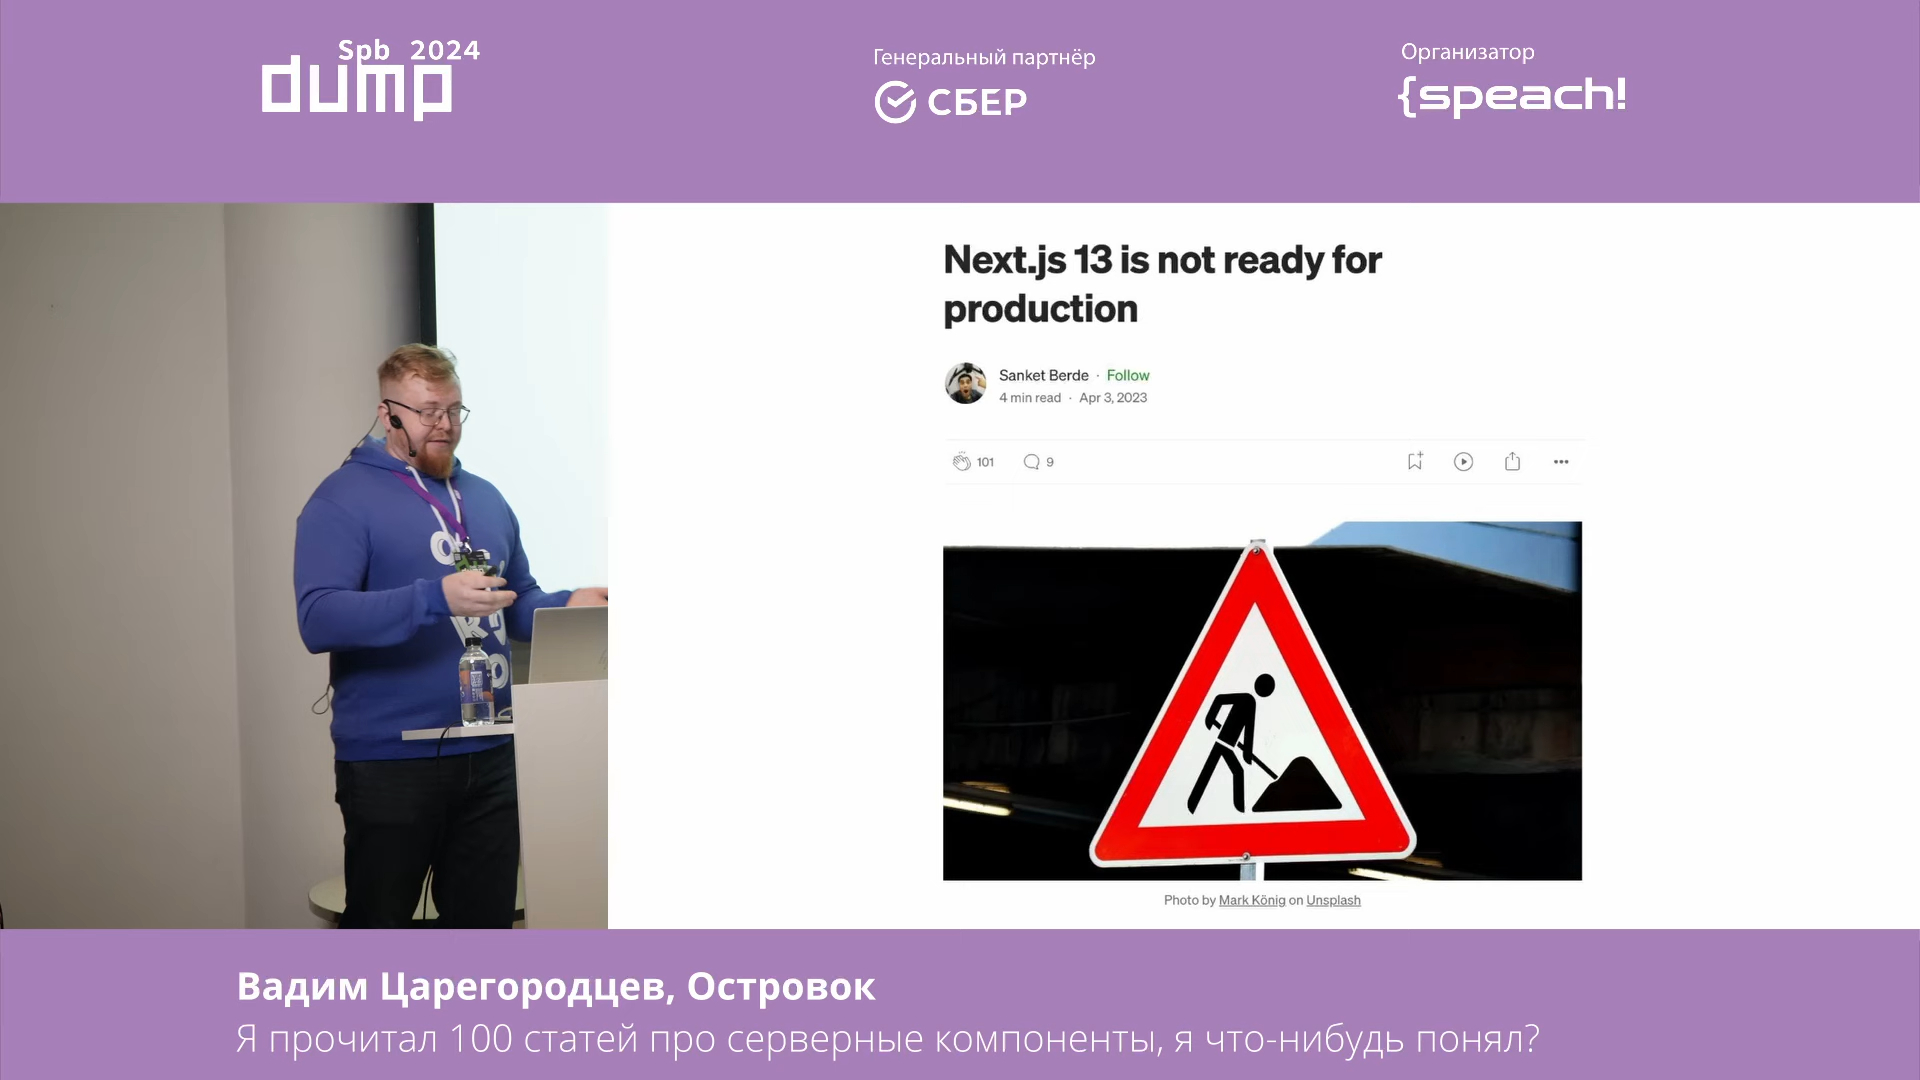 Spb 2024
dump
Генеральный партнёр
СБЕР
Организатор
{speach!
Next.js 13 is not ready for
production
Sanket Berde · Follow
4 min read · Apr 3, 2023
101
9
Photo by Mark König on Unsplash
Вадим Царегородцев, Островок
Я прочитал 100 статей про серверные компоненты, я что-нибудь понял?